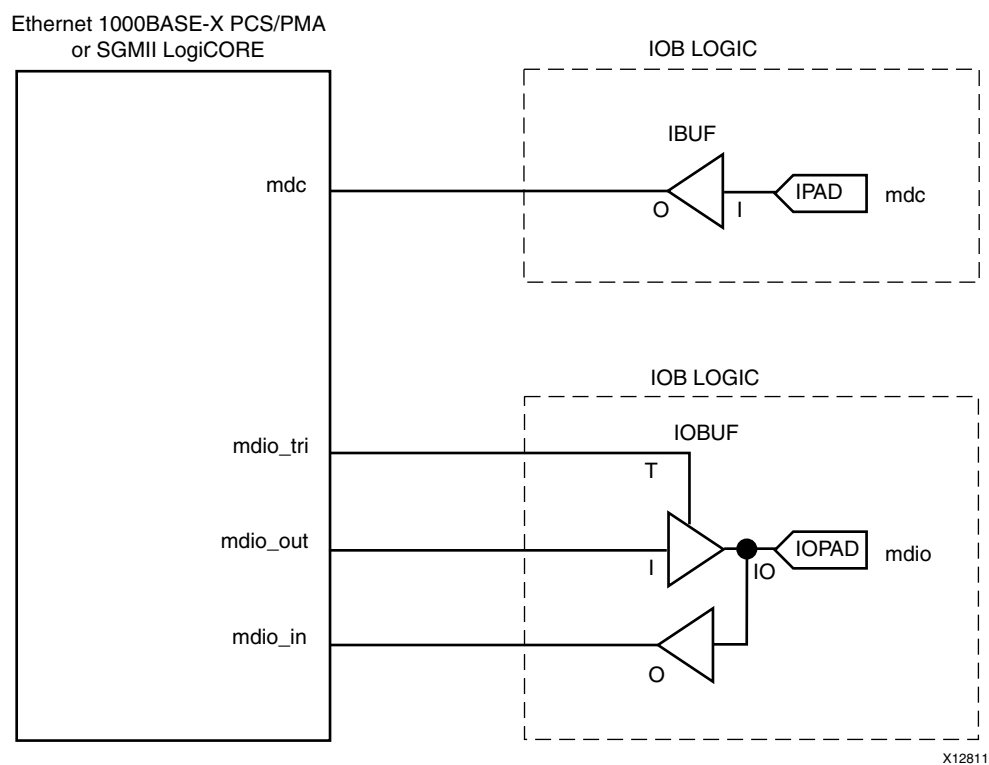 Ethernet 1000BASE-X PCS/PMA
or SGMII LogiCORE
IOB LOGIC
IBUF
mdc
O
I
IPAD
mdc
IOB LOGIC
IOBUF
mdio_tri
T
mdio_out
I
IO
IOPAD
mdio
mdio_in
O
X12811